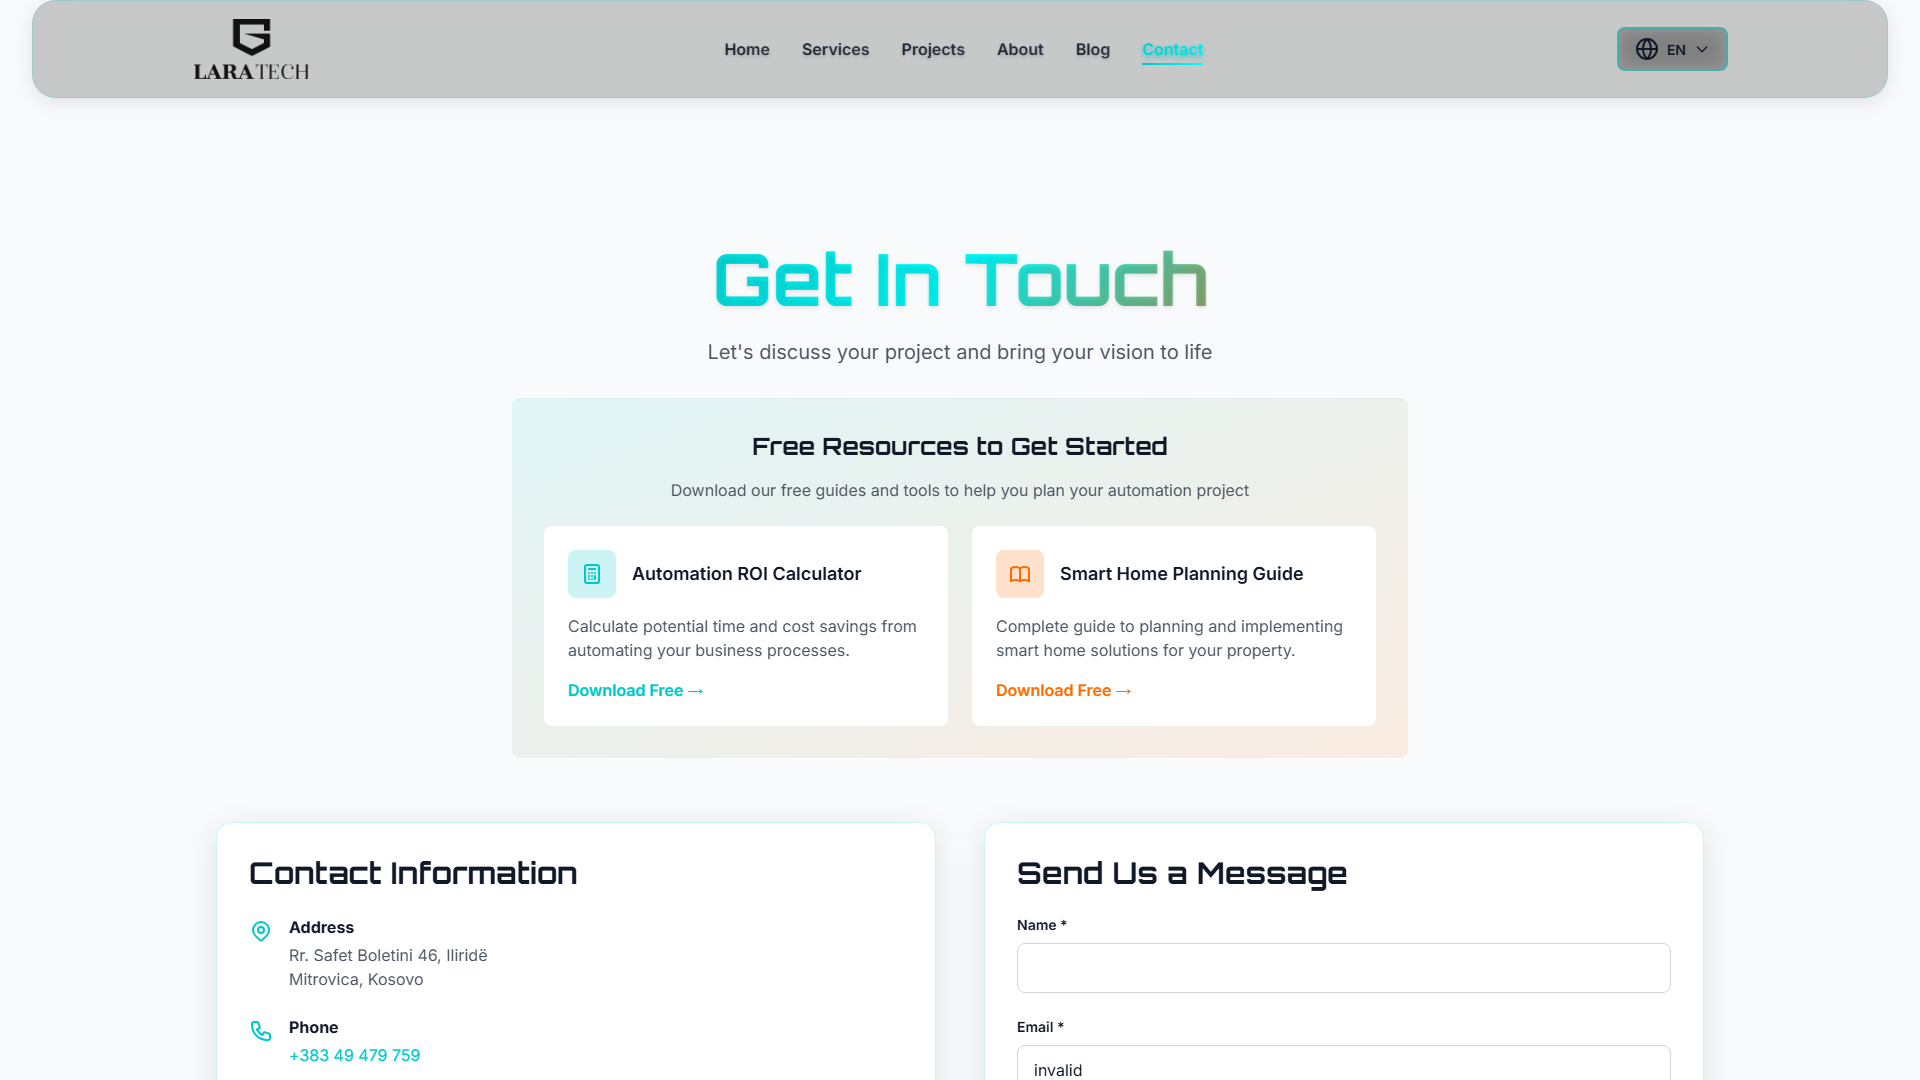 LARATECH
Home
Services
Projects
About
Blog
Contact
EN
Get In Touch
Let's discuss your project and bring your vision to life
Free Resources to Get Started
Download our free guides and tools to help you plan your automation project
Automation ROI Calculator
Calculate potential time and cost savings from
automating your business processes.
Download Free →
Smart Home Planning Guide
Complete guide to planning and implementing
smart home solutions for your property.
Download Free →
Contact Information
Address
Rr. Safet Boletini 46, Iliridë
Mitrovica, Kosovo
Phone
+383 49 479 759
Send Us a Message
Name *
Email *
invalid